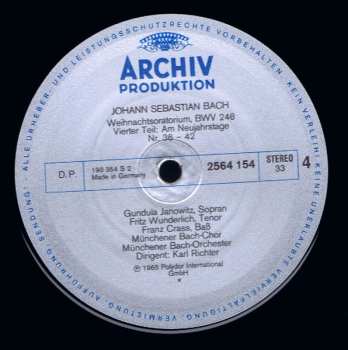 ALLE URHEBER- UND LEISTUNGSSCHUTZRECHTE VORBEHALTEN. KEIN VERLEIH! KEINE UNERLAUBTE VERVIELFÄLTIGUNG, VERMIETUNG, AUFFÜHRUNG, SENDUNG!
ARCHIV
PRODUKTION
JOHANN SEBASTIAN BACH
Weihnachtsoratorium, BWV 248
Vierter Teil: Am Neujahrstage
Nr. 36 - 42
D.P.
198 354 S 2
Made in Germany
2564 154
STEREO
33
4
Gundula Janowitz, Sopran
Fritz Wunderlich, Tenor
Franz Crass, Baß
Münchener Bach-Chor
Münchener Bach-Orchester
Dirigent: Karl Richter
℗ 1965 Polydor International
GmbH